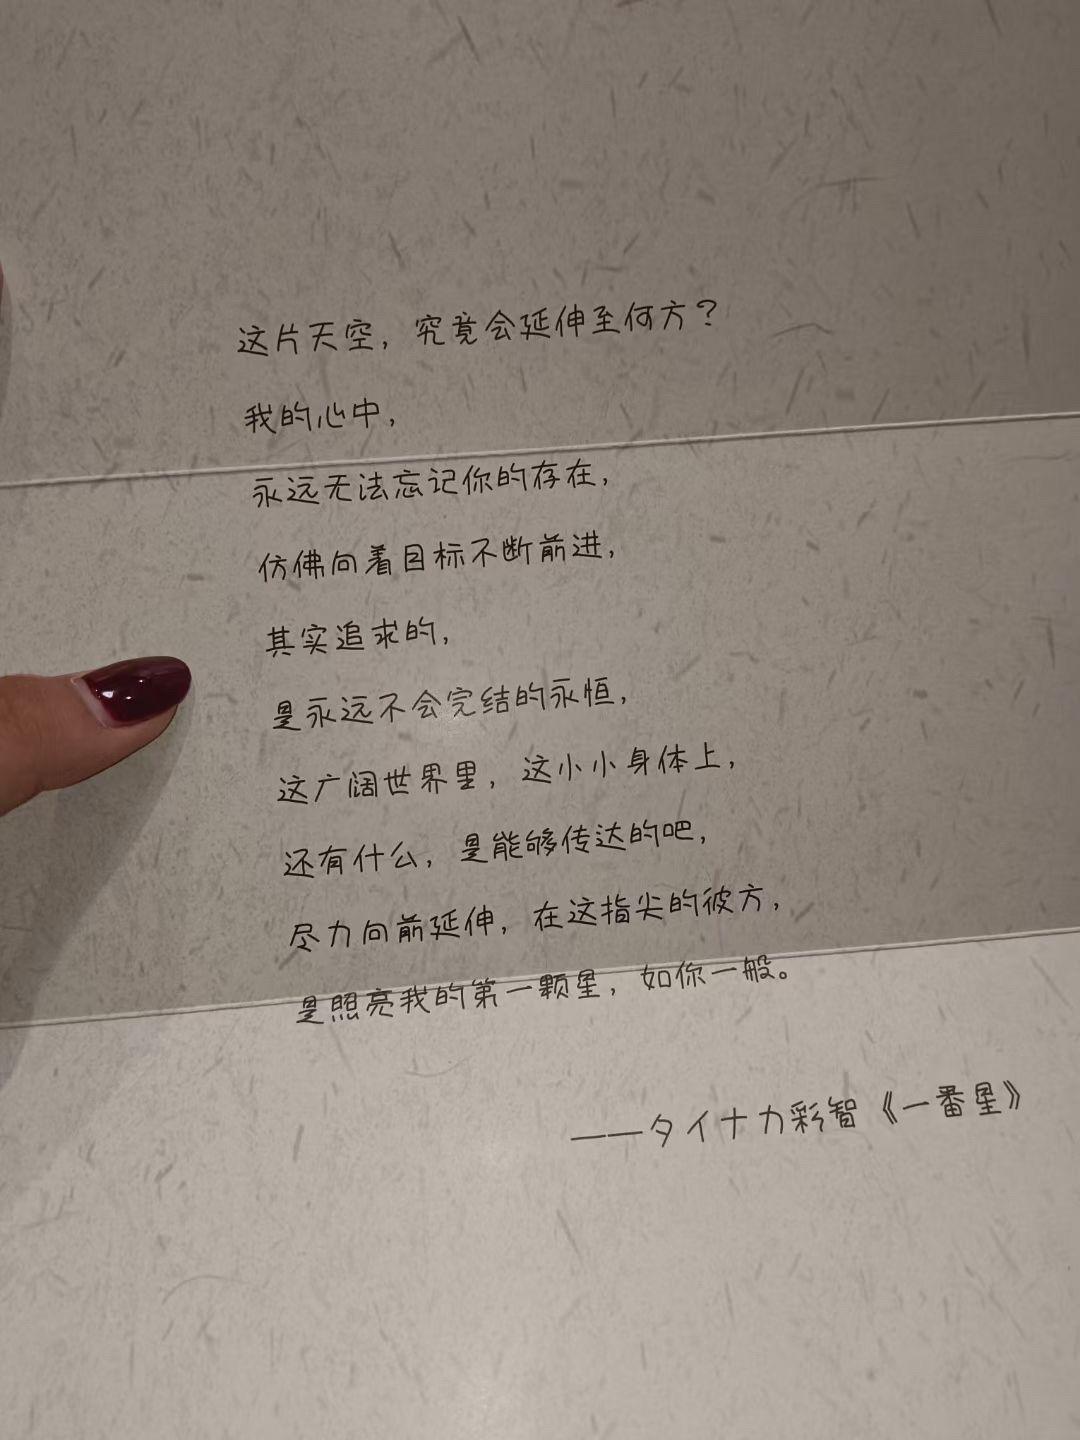 这片天空，究竟会延伸至何方？
我的心中，
永远无法忘记你的存在，
仿佛向着目标不断前进，
其实追求的，
是永远不会完结的永恒，
这广阔世界里，这小小身体上，
还有什么，是能够传达的吧，
尽力向前延伸，在这指尖的彼方，
是照亮我的第一颗星，如你一般。
——タイナカ彩智《一番星》